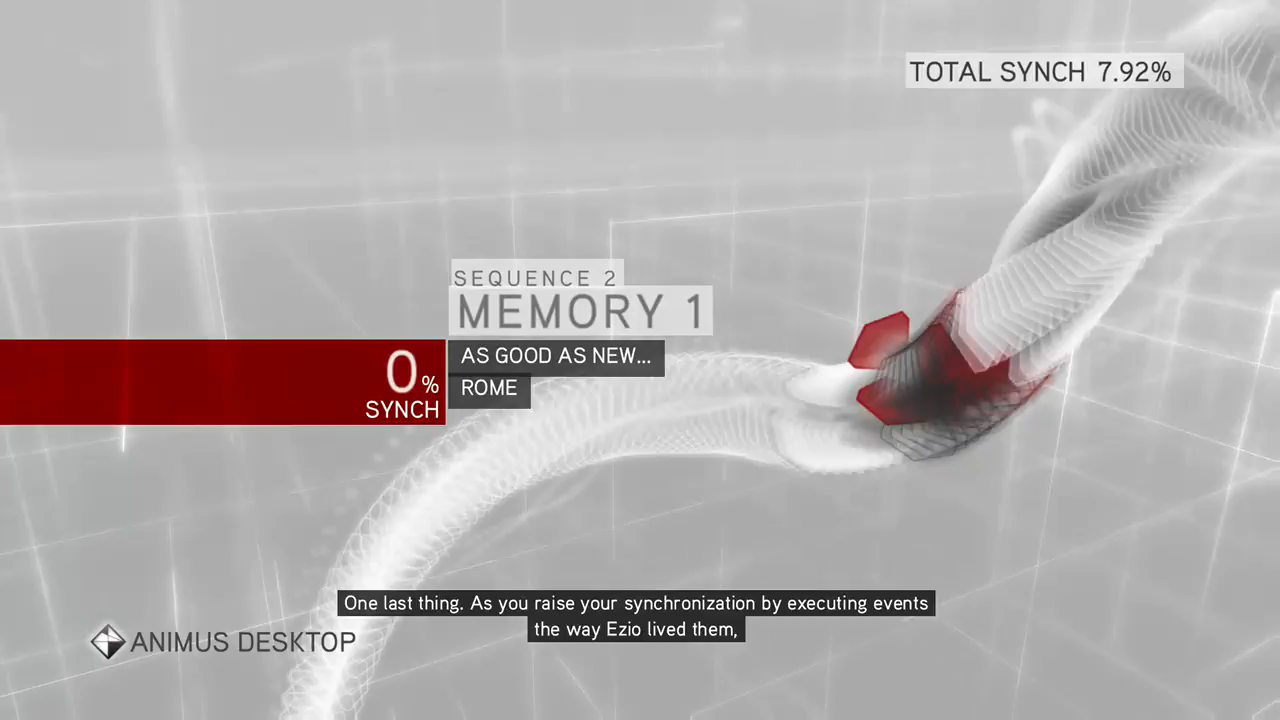 TOTAL SYNCH 7.92%
SEQUENCE 2
MEMORY 1
0%
SYNCH
AS GOOD AS NEW...
ROME
One last thing. As you raise your synchronization by executing events
the way Ezio lived them,
ANIMUS DESKTOP